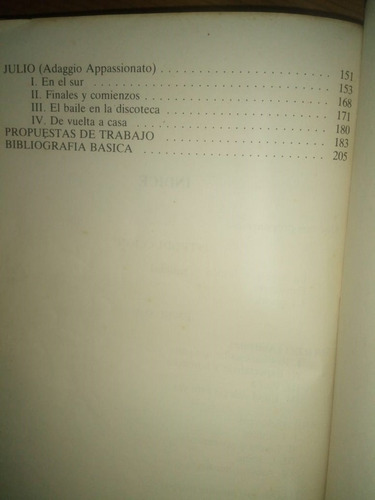 JULIO (Adaggio Appassionato) . . . . . . . . . . . . . . . . . . . . . . . 151
I. En el sur . . . . . . . . . . . . . . . . . . . . . . . . . . . . . . 153
II. Finales y comienzos . . . . . . . . . . . . . . . . . . . . . . . 168
III. El baile en la discoteca . . . . . . . . . . . . . . . . . . . . 171
IV. De vuelta a casa . . . . . . . . . . . . . . . . . . . . . . . . 180
PROPUESTAS DE TRABAJO . . . . . . . . . . . . . . . . . . . . . . . 183
BIBLIOGRAFIA BASICA . . . . . . . . . . . . . . . . . . . . . . . . 205